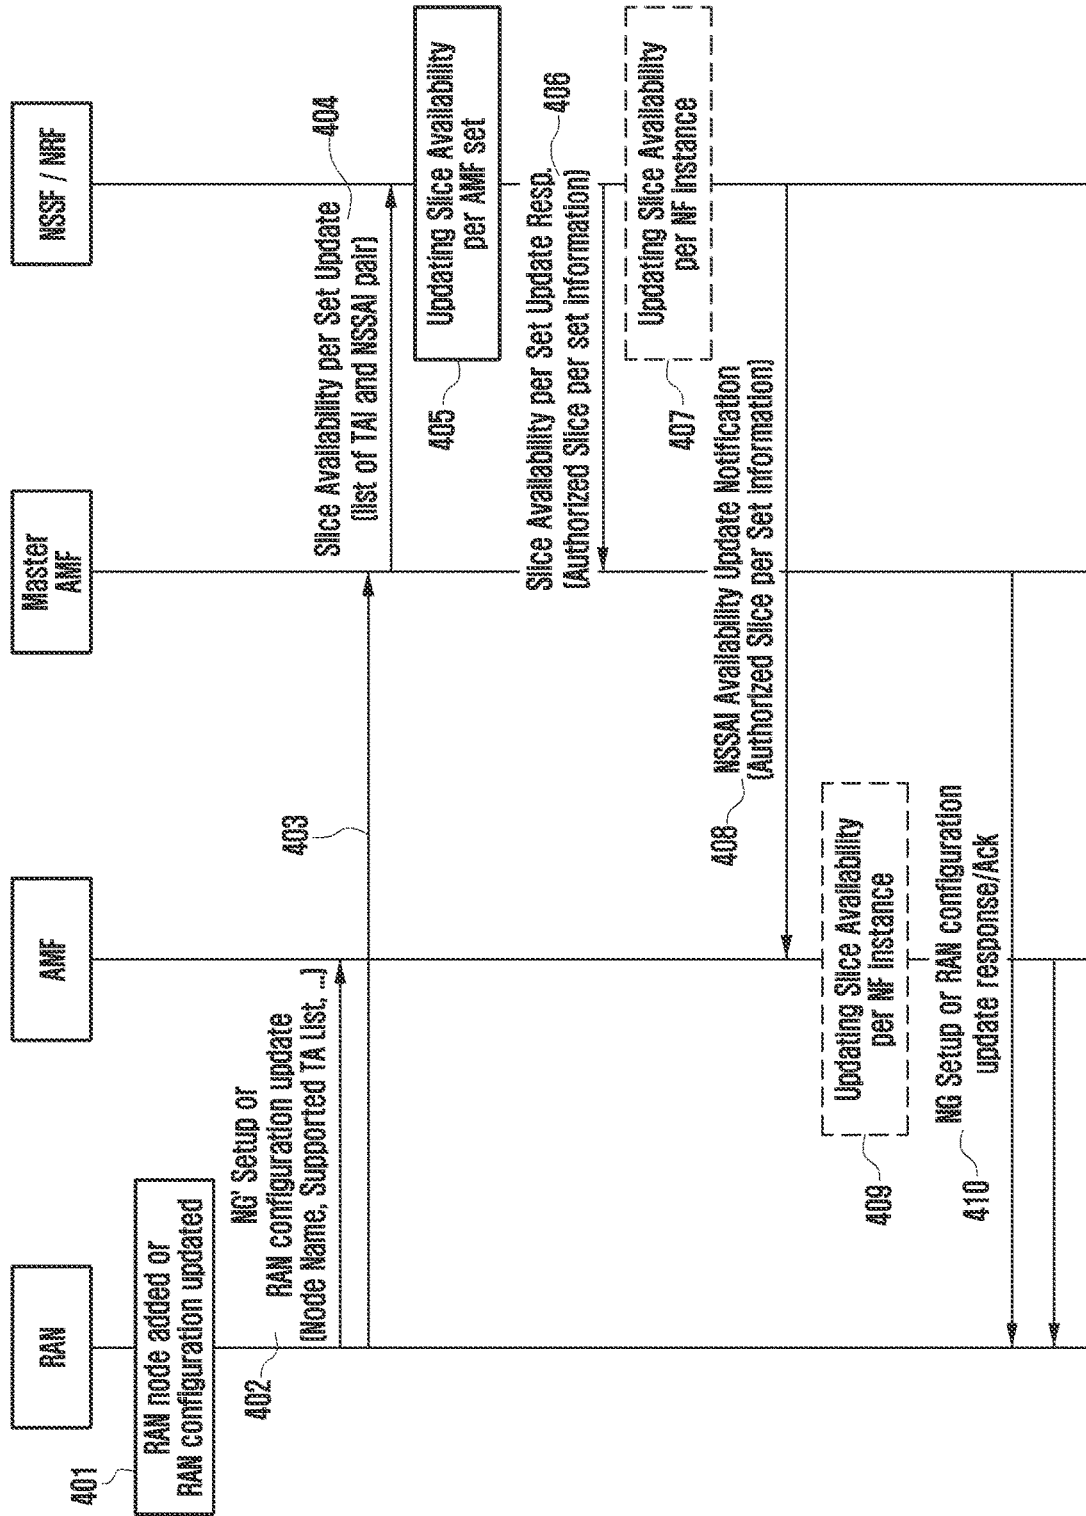 RAN
AMF
Master
AMF
NSSF / NRF
401
RAN node added or
RAN configuration updated
402
NG' Setup or
RAN configuration update
(Node Name, Supported TA List, ...)
403
Slice Availability per Set Update
(list of TAI and NSSAI pair)
404
405
Updating Slice Availability
per AMF set
Slice Availability per Set Update Resp.
(Authorized Slice per set information)
406
407
Updating Slice Availability
per NF instance
408
NSSAI Availability Update Notification
(Authorized Slice per Set information)
409
Updating Slice Availability
per NF instance
410
NG Setup or RAN configuration
update response/Ack